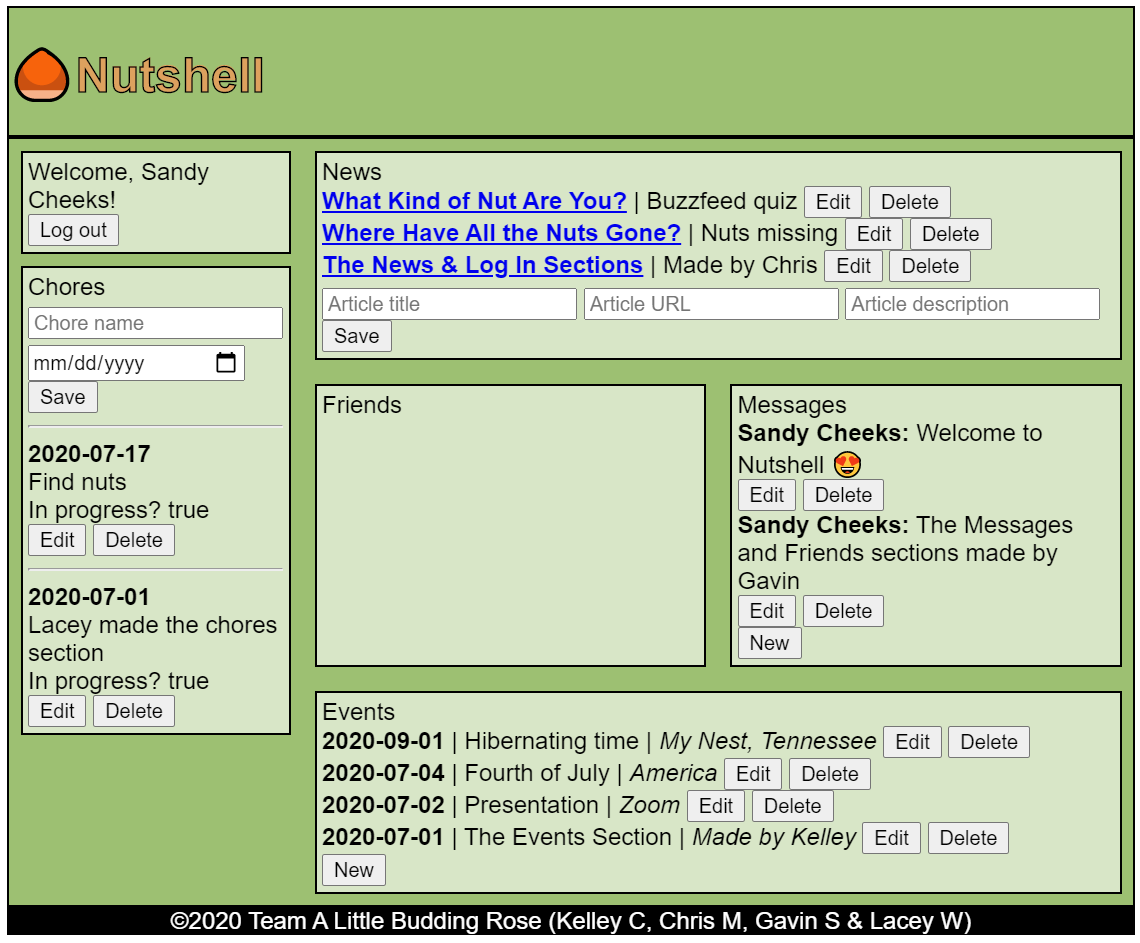 Nutshell
Welcome, Sandy
Cheeks!
Log out
Chores
Chore name
mm/dd/yyyy
Save
2020-07-17
Find nuts
In progress? true
Edit Delete
2020-07-01
Lacey made the chores
section
In progress? true
Edit Delete
News
What Kind of Nut Are You? | Buzzfeed quiz Edit Delete
Where Have All the Nuts Gone? | Nuts missing Edit Delete
The News & Log In Sections | Made by Chris Edit Delete
Article title Article URL Article description
Save
Friends
Messages
Sandy Cheeks: Welcome to
Nutshell 😍
Edit Delete
Sandy Cheeks: The Messages
and Friends sections made by
Gavin
Edit Delete
New
Events
2020-09-01 | Hibernating time | My Nest, Tennessee Edit Delete
2020-07-04 | Fourth of July | America Edit Delete
2020-07-02 | Presentation | Zoom Edit Delete
2020-07-01 | The Events Section | Made by Kelley Edit Delete
New
©2020 Team A Little Budding Rose (Kelley C, Chris M, Gavin S & Lacey W)